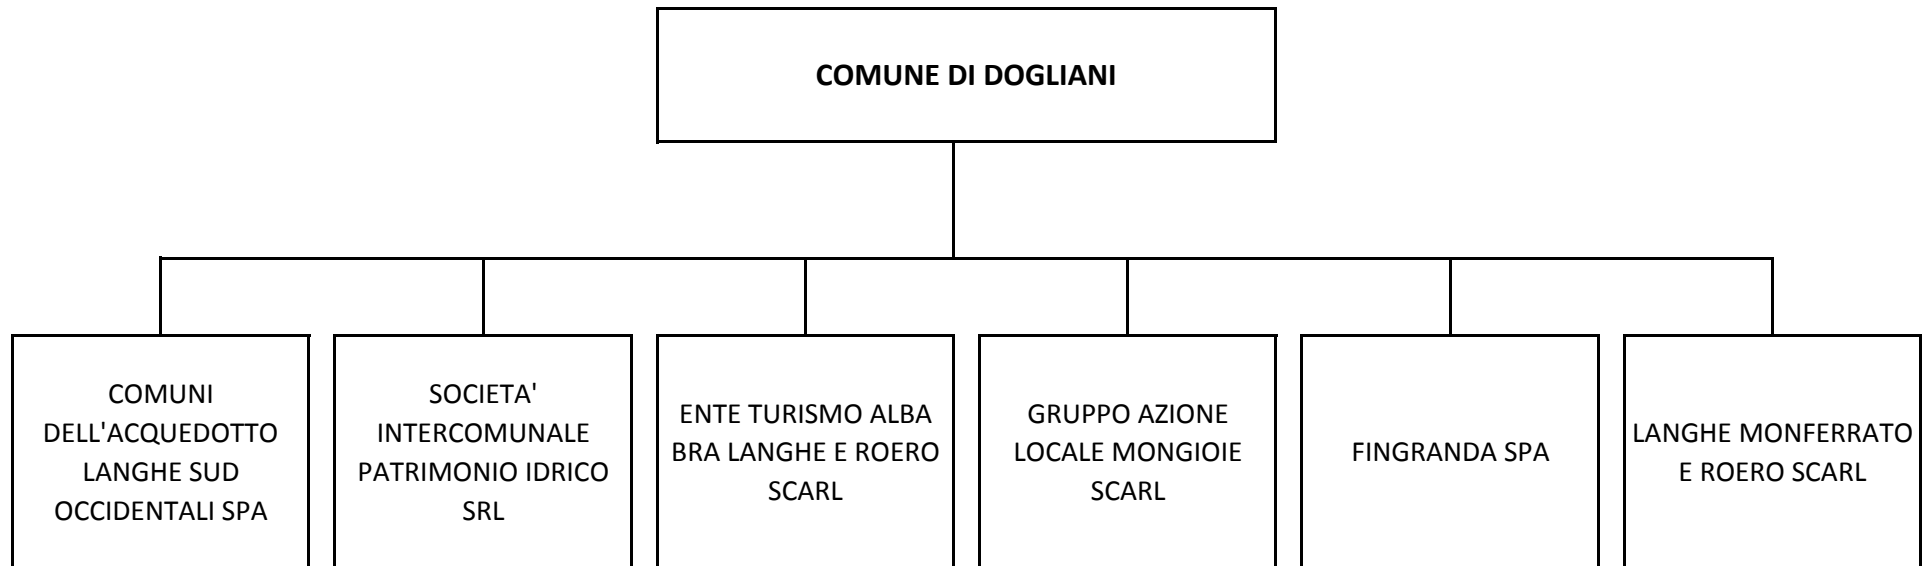 COMUNE DI DOGLIANI
COMUNI
DELL'ACQUEDOTTO
LANGHE SUD
OCCIDENTALI SPA
SOCIETA'
INTERCOMUNALE
PATRIMONIO IDRICO
SRL
ENTE TURISMO ALBA
BRA LANGHE E ROERO
SCARL
GRUPPO AZIONE
LOCALE MONGIOIE
SCARL
FINGRANDA SPA
LANGHE MONFERRATO
E ROERO SCARL